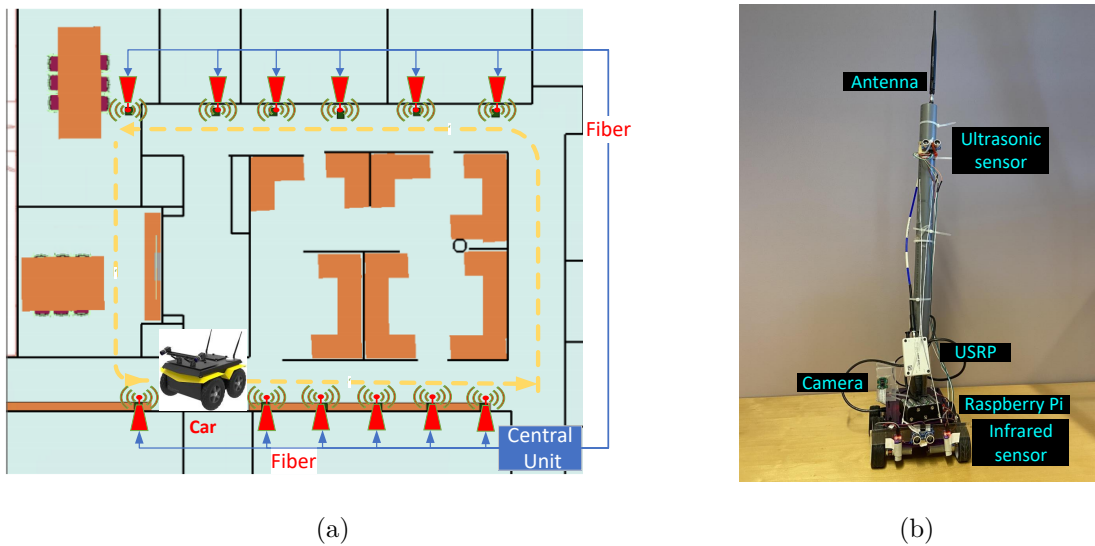 Fiber
Car
Fiber
Central
Unit
(a)
Antenna
Ultrasonic
sensor
USRP
Camera
Raspberry Pi
Infrared
sensor
(b)